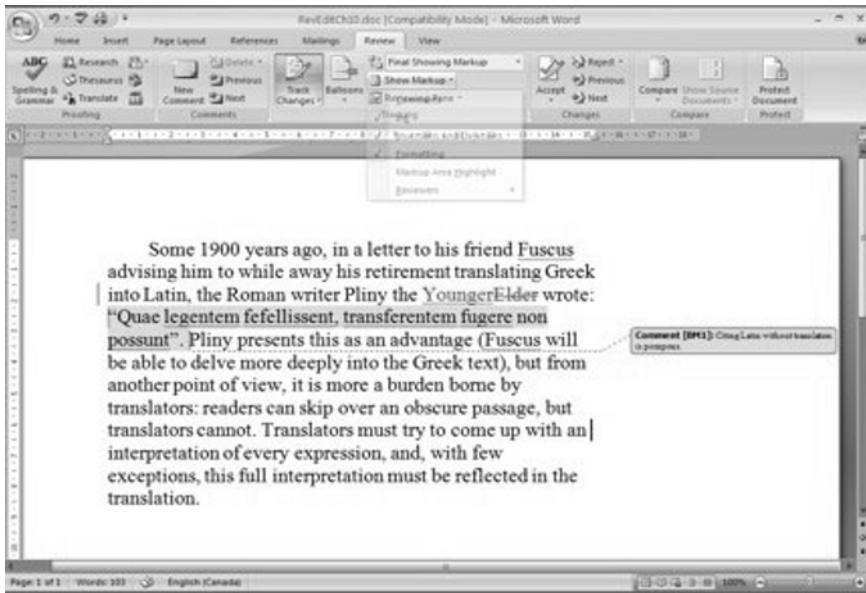 RevEditCh10.doc [Compatibility Mode] - Microsoft Word
Home Insert Page Layout References Mailings Review View
ABC Research Delete Final Showing Markup Reject
Thesaurus Previous Show Markup Previous
Spelling & Grammar Translate New Comment Next Track Changes Balloons Reviewing Pane Accept Next Compare Show Source Documents Protect Document
Proofing Comments Tracking Changes Compare Protect
Formatting
Markup Area Highlight
Reviewers
Some 1900 years ago, in a letter to his friend Fuscus
advising him to while away his retirement translating Greek
into Latin, the Roman writer Pliny the YoungerElder wrote:
“Quae legentem fefellissent, transferentem fugere non
possunt”. Pliny presents this as an advantage (Fuscus will
Comment [BM1]: Citing Latin without translation
is pompous.
be able to delve more deeply into the Greek text), but from
another point of view, it is more a burden borne by
translators: readers can skip over an obscure passage, but
translators cannot. Translators must try to come up with an
interpretation of every expression, and, with few
exceptions, this full interpretation must be reflected in the
translation.
Page: 1 of 1 Words: 103 English (Canada) 100%